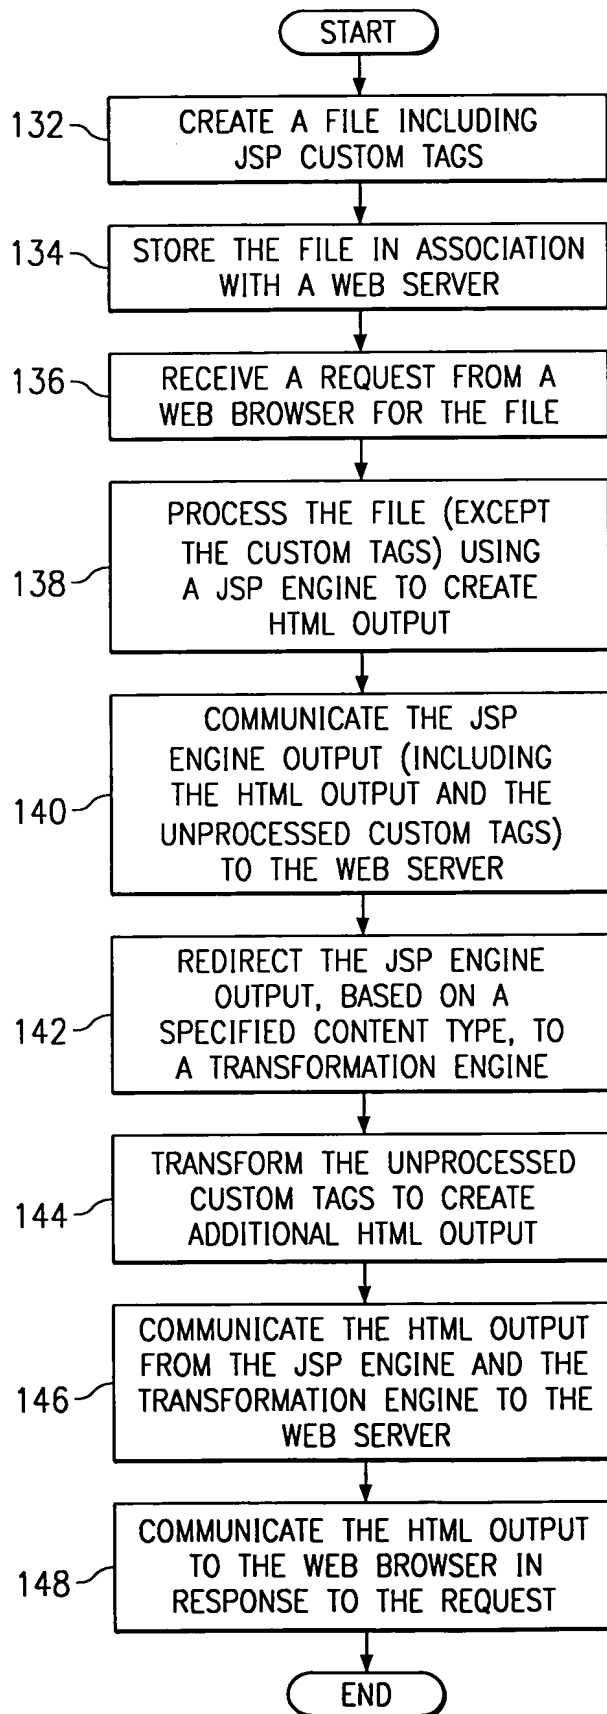 START
132
CREATE A FILE INCLUDING
JSP CUSTOM TAGS
134
STORE THE FILE IN ASSOCIATION
WITH A WEB SERVER
136
RECEIVE A REQUEST FROM A
WEB BROWSER FOR THE FILE
138
PROCESS THE FILE (EXCEPT
THE CUSTOM TAGS) USING
A JSP ENGINE TO CREATE
HTML OUTPUT
140
COMMUNICATE THE JSP
ENGINE OUTPUT (INCLUDING
THE HTML OUTPUT AND THE
UNPROCESSED CUSTOM TAGS)
TO THE WEB SERVER
142
REDIRECT THE JSP ENGINE
OUTPUT, BASED ON A
SPECIFIED CONTENT TYPE, TO
A TRANSFORMATION ENGINE
144
TRANSFORM THE UNPROCESSED
CUSTOM TAGS TO CREATE
ADDITIONAL HTML OUTPUT
146
COMMUNICATE THE HTML OUTPUT
FROM THE JSP ENGINE AND THE
TRANSFORMATION ENGINE TO THE
WEB SERVER
148
COMMUNICATE THE HTML OUTPUT
TO THE WEB BROWSER IN
RESPONSE TO THE REQUEST
END